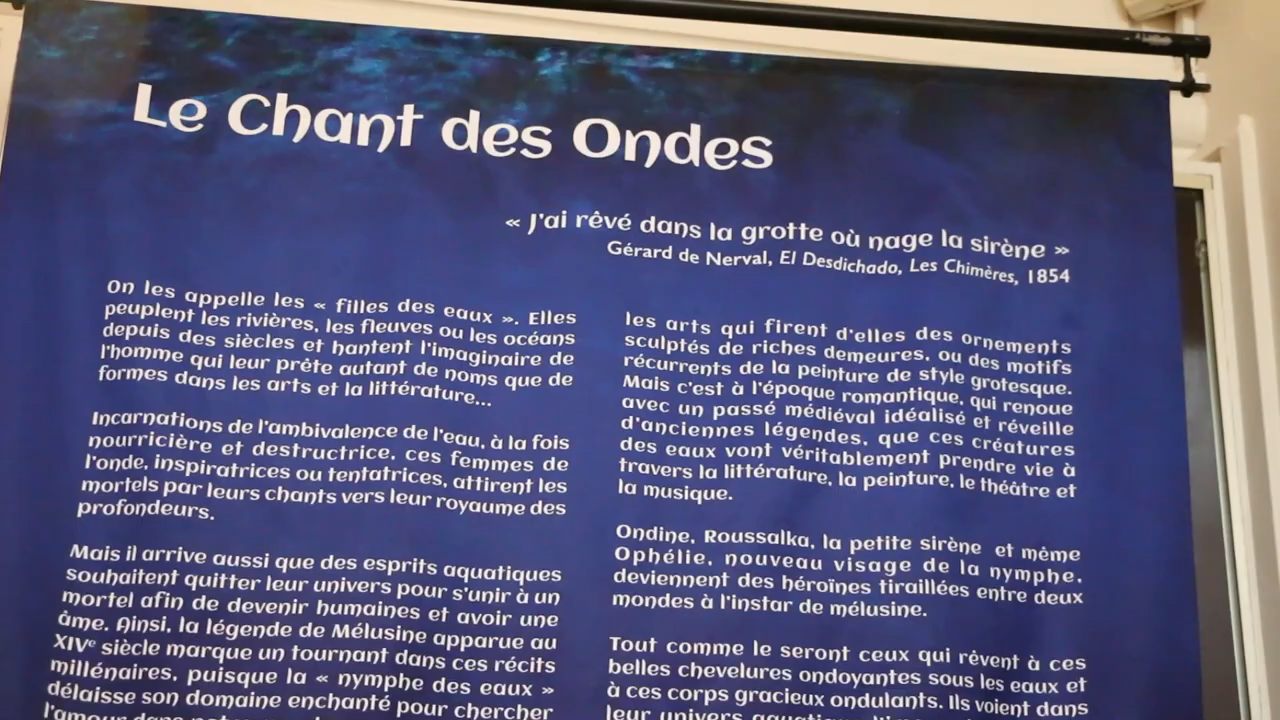 Le Chant des Ondes
« J'ai rêvé dans la grotte où nage la sirène »
Gérard de Nerval, El Desdichado, Les Chimères, 1854
On les appelle les « filles des eaux ». Elles
peuplent les rivières, les fleuves ou les océans
depuis des siècles et hantent l'imaginaire de
l'homme qui leur prête autant de noms que de
formes dans les arts et la littérature...
Incarnations de l'ambivalence de l'eau, à la fois
nourricière et destructrice, ces femmes de
l'onde, inspiratrices ou tentatrices, attirent les
mortels par leurs chants vers leur royaume des
profondeurs.
Mais il arrive aussi que des esprits aquatiques
souhaitent quitter leur univers pour s'unir à un
mortel afin de devenir humaines et avoir une
âme. Ainsi, la légende de Mélusine apparue au
XIVe siècle marque un tournant dans ces récits
millénaires, puisque la « nymphe des eaux »
délaisse son domaine enchanté pour chercher
l'amour dans
les arts qui firent d'elles des ornements
sculptés de riches demeures, ou des motifs
récurrents de la peinture de style grotesque.
Mais c'est à l'époque romantique, qui renoue
avec un passé médiéval idéalisé et réveille
d'anciennes légendes, que ces créatures
des eaux vont véritablement prendre vie à
travers la littérature, la peinture, le théâtre et
la musique.
Ondine, Roussalka, la petite sirène et même
Ophélie, nouveau visage de la nymphe,
deviennent des héroïnes tiraillées entre deux
mondes à l'instar de mélusine.
Tout comme le seront ceux qui rêvent à ces
belles chevelures ondoyantes sous les eaux et
à ces corps gracieux ondulants. Ils voient dans
leur univers